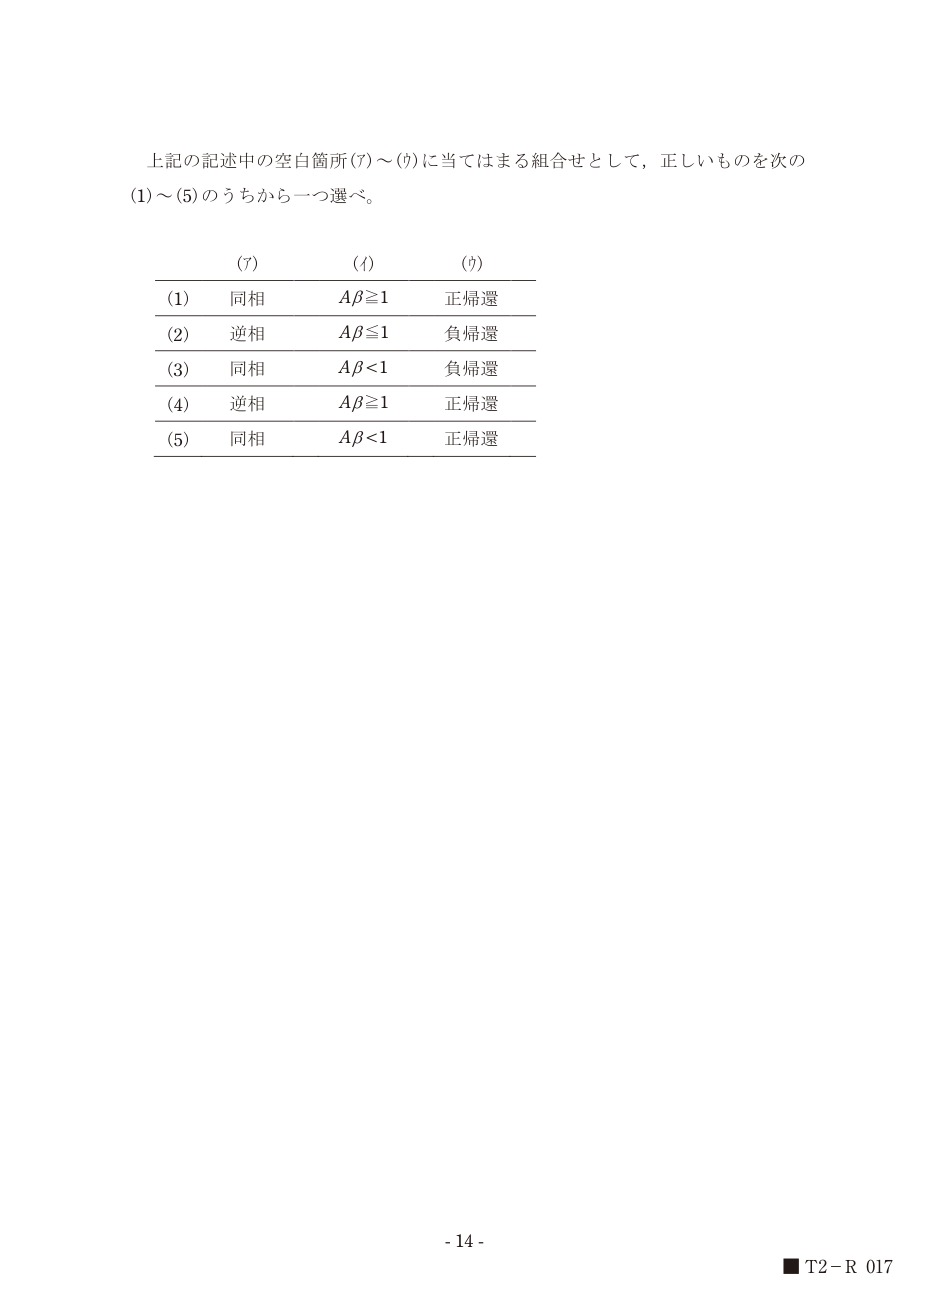 上記の記述中の空白箇所(ｱ)～(ｳ)に当てはまる組合せとして，正しいものを次の
(1)～(5)のうちから一つ選べ。
(ｱ) (ｲ) (ｳ)
(1) 同相 Aβ≧1 正帰還
(2) 逆相 Aβ≦1 負帰還
(3) 同相 Aβ<1 負帰還
(4) 逆相 Aβ≧1 正帰還
(5) 同相 Aβ<1 正帰還
- 14 -
■ T2－R 017